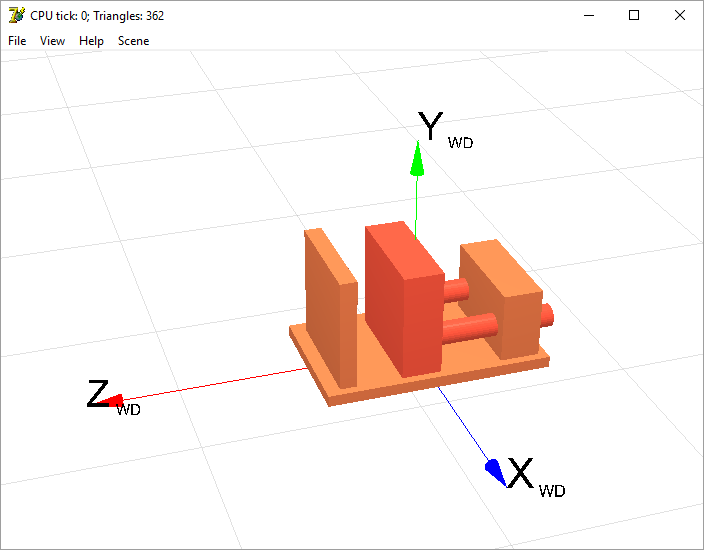 CPU tick: 0; Triangles: 362
File View Help Scene
Y WD
Z WD
X WD